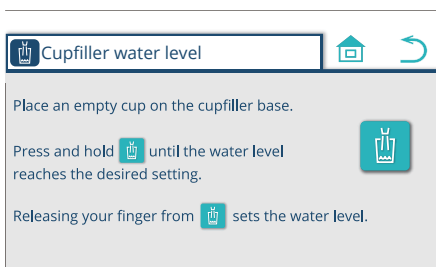 Cupfiller water level
Place an empty cup on the cupfiller base.
Press and hold until the water level
reaches the desired setting.
Releasing your finger from sets the water level.